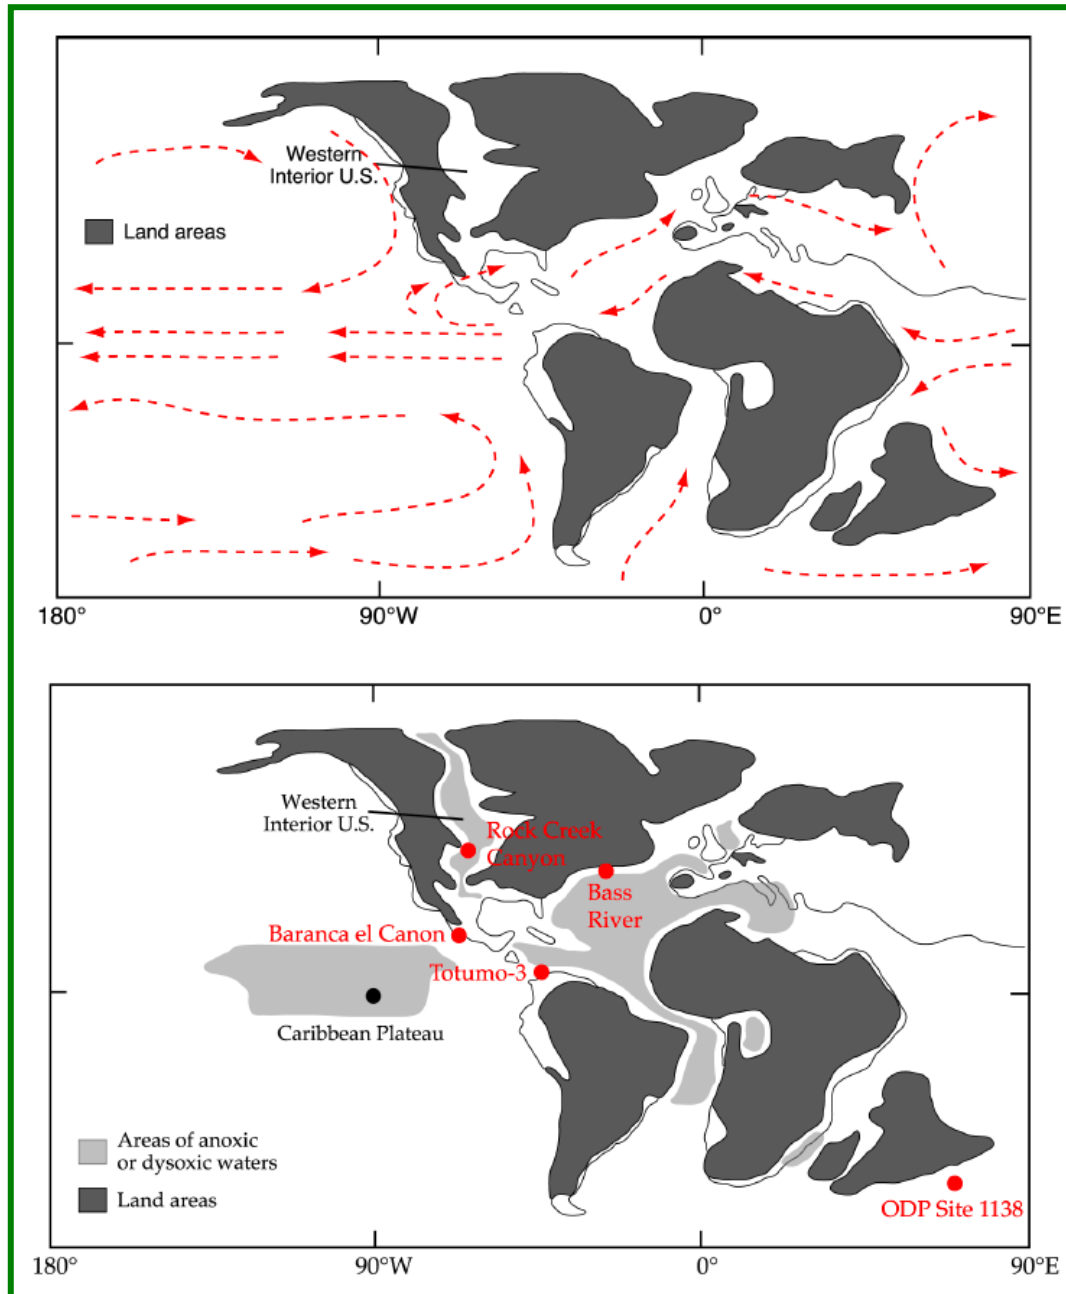 Western
Interior U.S.
Land areas
180°
90°W
0°
90°E
Western
Interior U.S.
Rock Creek
Canyon
Bass
River
Baranca el Canon
Totumo-3
Caribbean Plateau
Areas of anoxic
or dysoxic waters
Land areas
ODP Site 1138
180°
90°W
0°
90°E